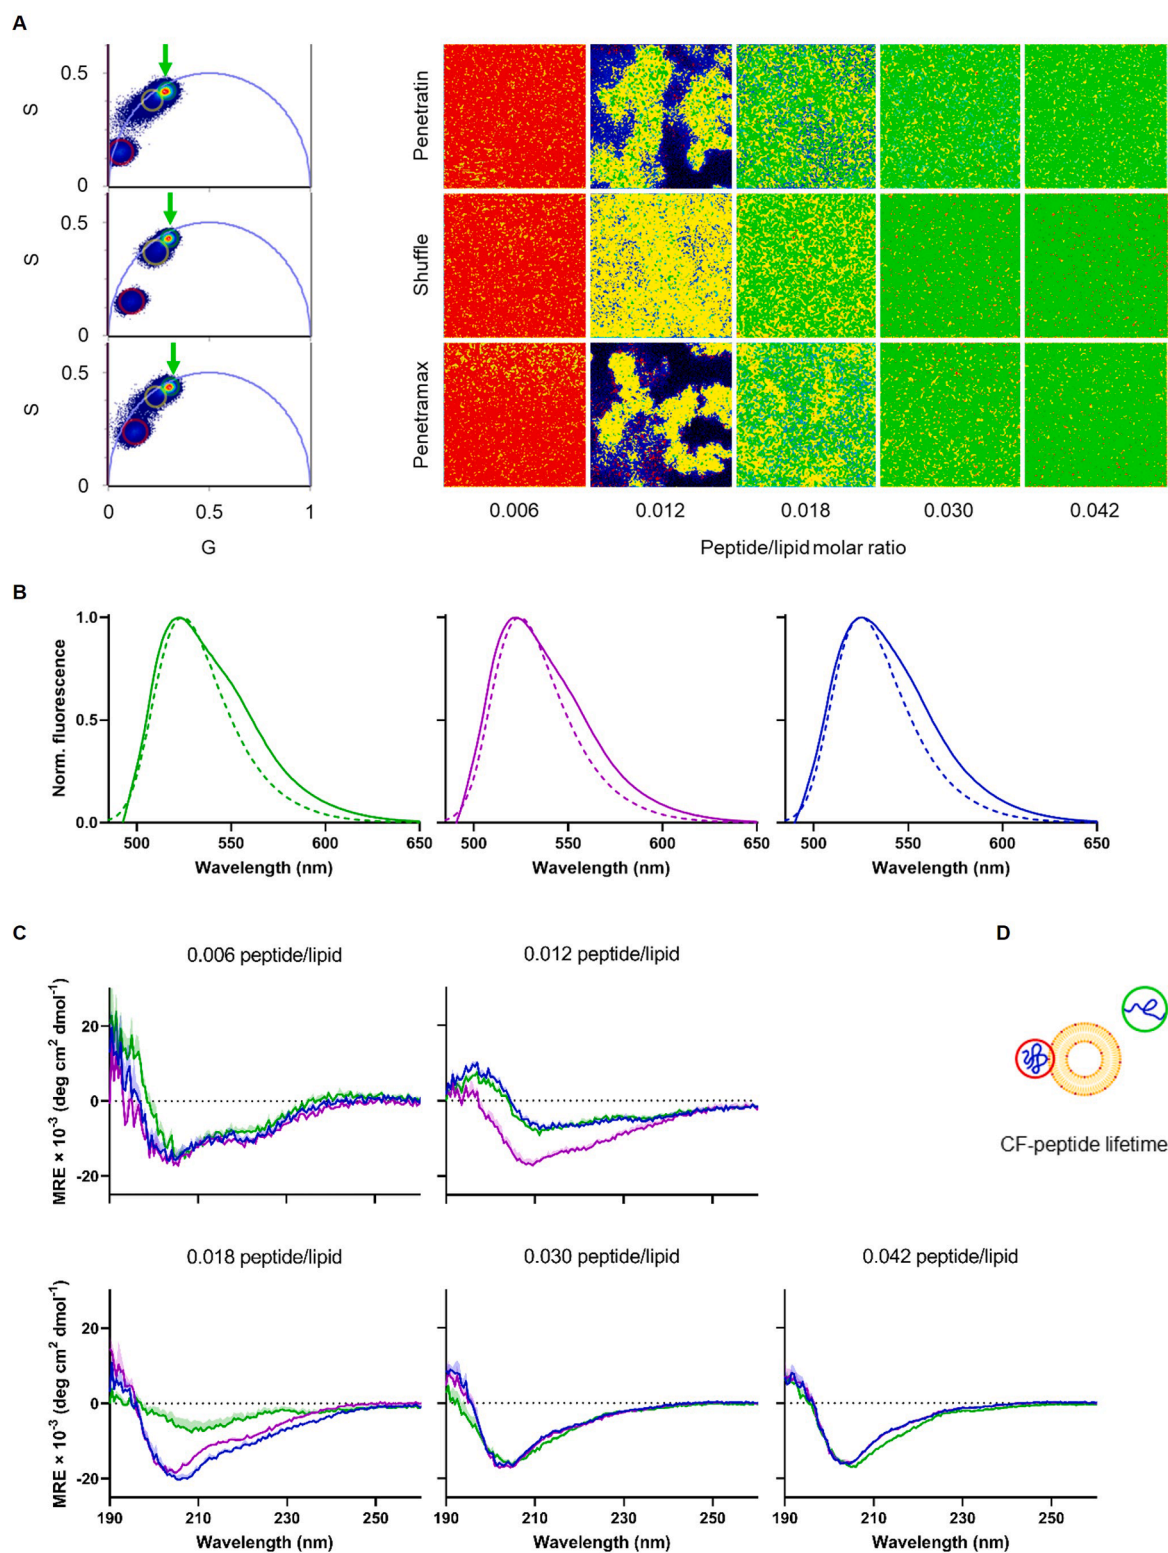 A
0.5
S
0
0.5
S
0
0.5
S
0
0 0.5 1
G
Penetratin
Shuffle
Penetramax
0.006 0.012 0.018 0.030 0.042
Peptide/lipid molar ratio
B
Norm. fluorescence
1.0
0.5
0.0
500 550 600 650
500 550 600 650
500 550 600 650
Wavelength (nm)
Wavelength (nm)
Wavelength (nm)
C
0.006 peptide/lipid
0.012 peptide/lipid
MRE × 10⁻³ (deg cm² dmol⁻¹)
20
0
-20
D
CF-peptide lifetime
0.018 peptide/lipid
0.030 peptide/lipid
0.042 peptide/lipid
MRE × 10⁻³ (deg cm² dmol⁻¹)
20
0
-20
190 210 230 250
190 210 230 250
190 210 230 250
Wavelength (nm)
Wavelength (nm)
Wavelength (nm)